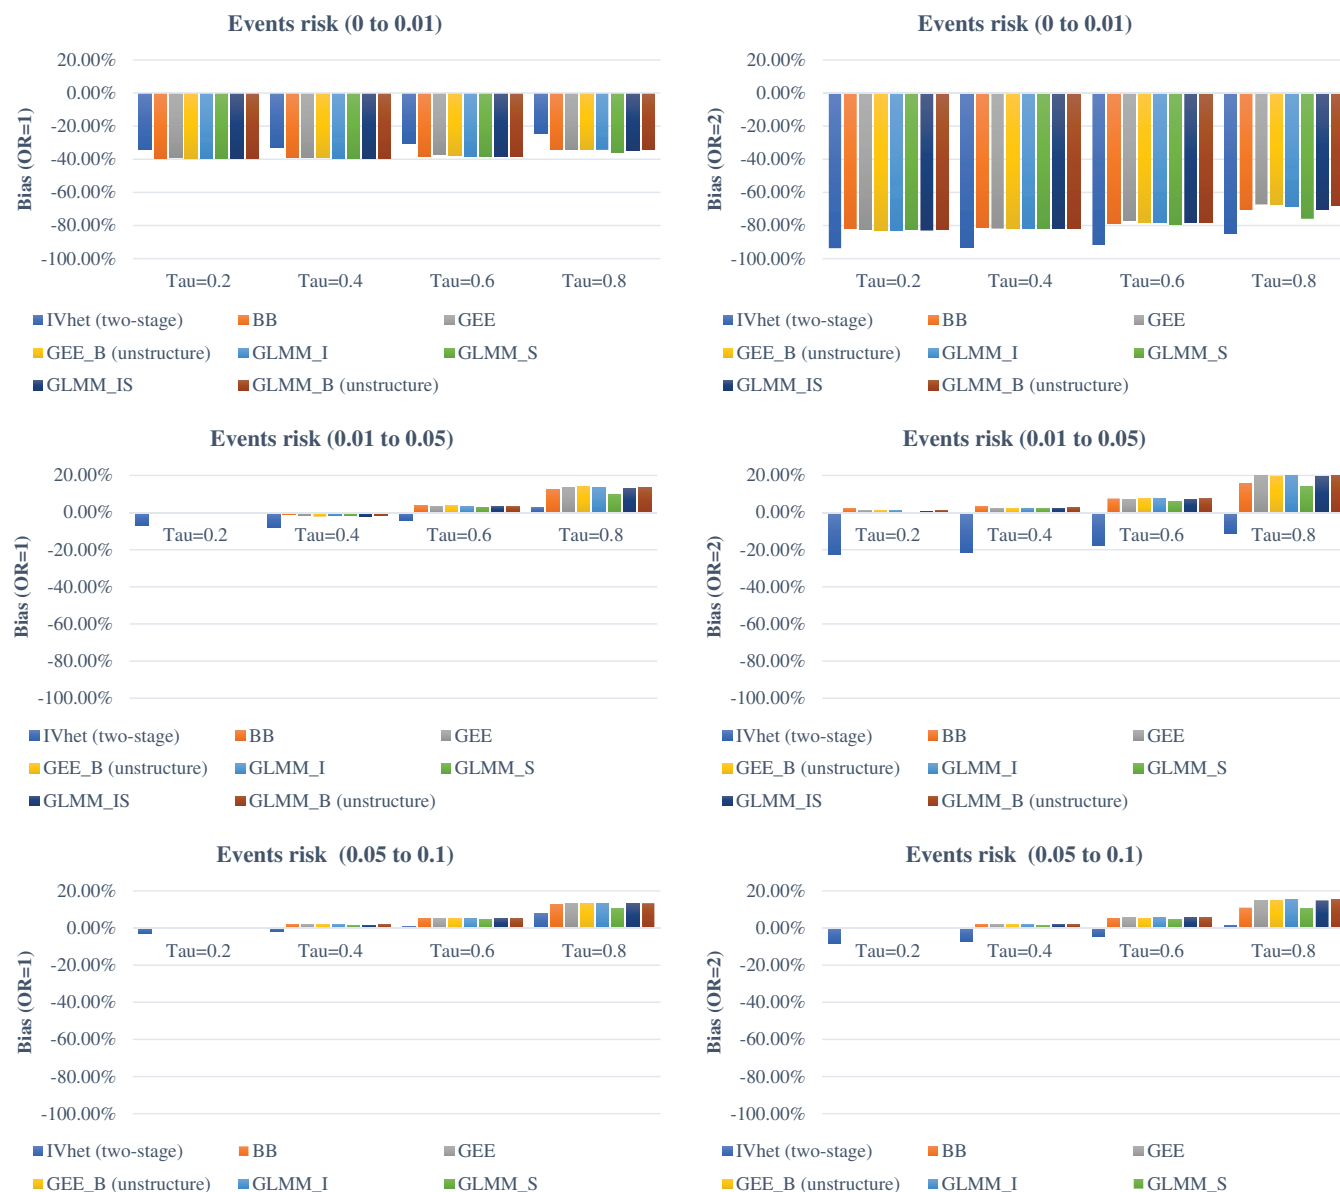 Events risk (0 to 0.01)
20.00%
0.00%
-20.00%
-40.00%
-60.00%
-80.00%
-100.00%
Bias (OR=1)
Tau=0.2 Tau=0.4 Tau=0.6 Tau=0.8
IVhet (two-stage) BB GEE
GEE_B (unstructure) GLMM_I GLMM_S
GLMM_IS GLMM_B (unstructure)
Events risk (0 to 0.01)
20.00%
0.00%
-20.00%
-40.00%
-60.00%
-80.00%
-100.00%
Bias (OR=2)
Tau=0.2 Tau=0.4 Tau=0.6 Tau=0.8
IVhet (two-stage) BB GEE
GEE_B (unstructure) GLMM_I GLMM_S
GLMM_IS GLMM_B (unstructure)
Events risk (0.01 to 0.05)
20.00%
0.00%
-20.00%
-40.00%
-60.00%
-80.00%
-100.00%
Bias (OR=1)
Tau=0.2 Tau=0.4 Tau=0.6 Tau=0.8
IVhet (two-stage) BB GEE
GEE_B (unstructure) GLMM_I GLMM_S
GLMM_IS GLMM_B (unstructure)
Events risk (0.01 to 0.05)
20.00%
0.00%
-20.00%
-40.00%
-60.00%
-80.00%
-100.00%
Bias (OR=2)
Tau=0.2 Tau=0.4 Tau=0.6 Tau=0.8
IVhet (two-stage) BB GEE
GEE_B (unstructure) GLMM_I GLMM_S
GLMM_IS GLMM_B (unstructure)
Events risk (0.05 to 0.1)
20.00%
0.00%
-20.00%
-40.00%
-60.00%
-80.00%
-100.00%
Bias (OR=1)
Tau=0.2 Tau=0.4 Tau=0.6 Tau=0.8
IVhet (two-stage) BB GEE
GEE_B (unstructure) GLMM_I GLMM_S
Events risk (0.05 to 0.1)
20.00%
0.00%
-20.00%
-40.00%
-60.00%
-80.00%
-100.00%
Bias (OR=2)
Tau=0.2 Tau=0.4 Tau=0.6 Tau=0.8
IVhet (two-stage) BB GEE
GEE_B (unstructure) GLMM_I GLMM_S